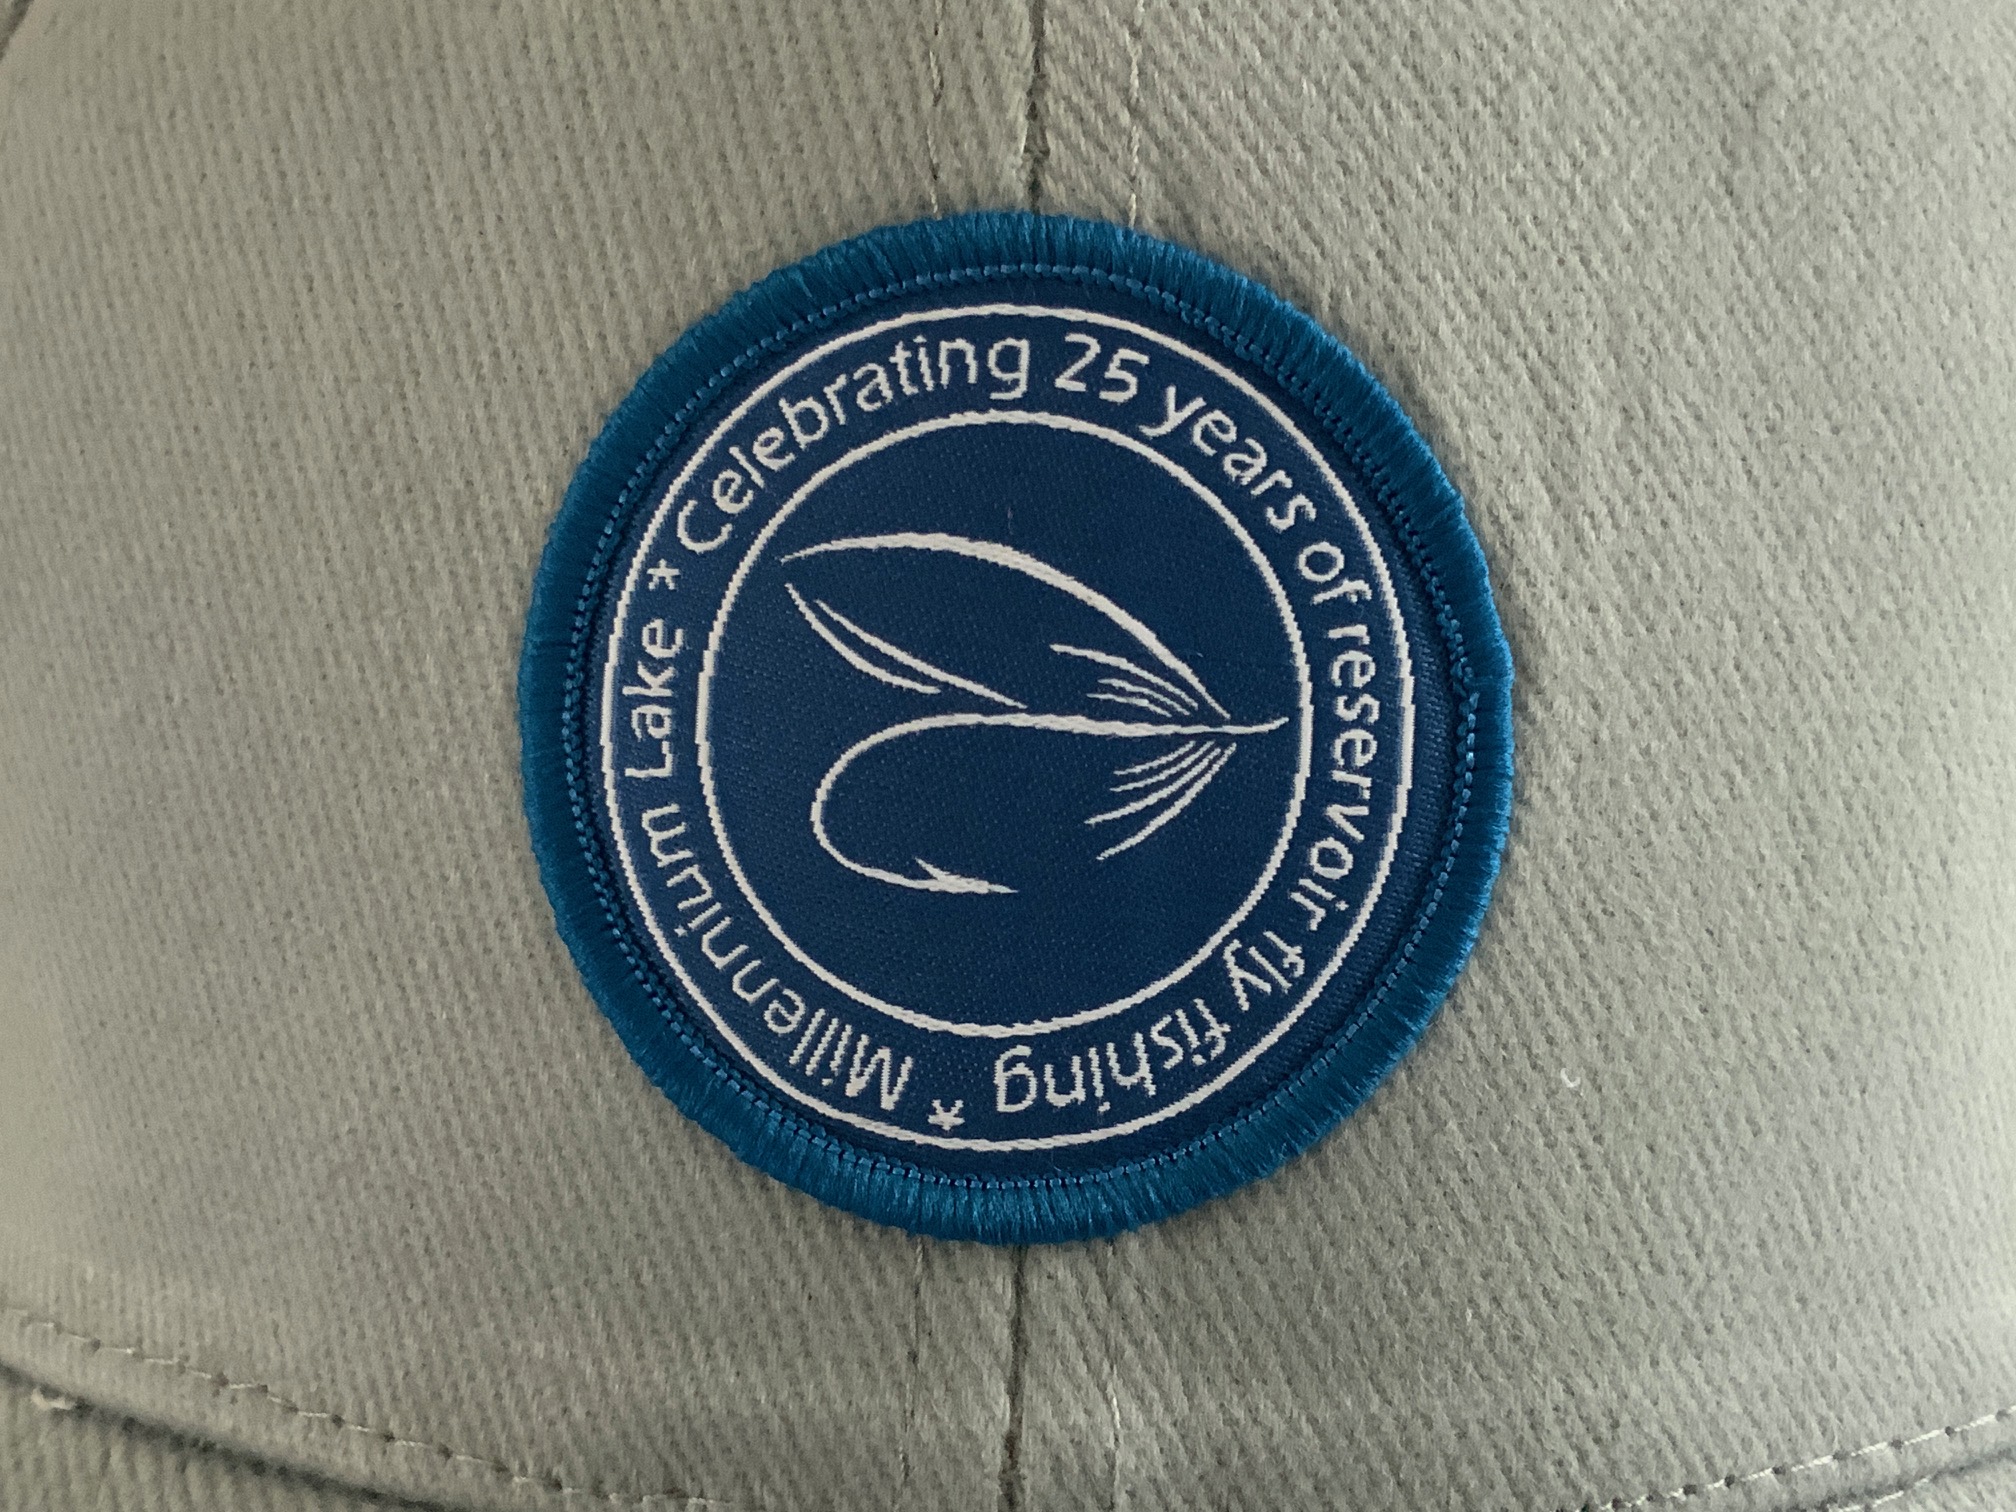 Celebrating 25 years of reservoir fly fishing * Millennium Lake *